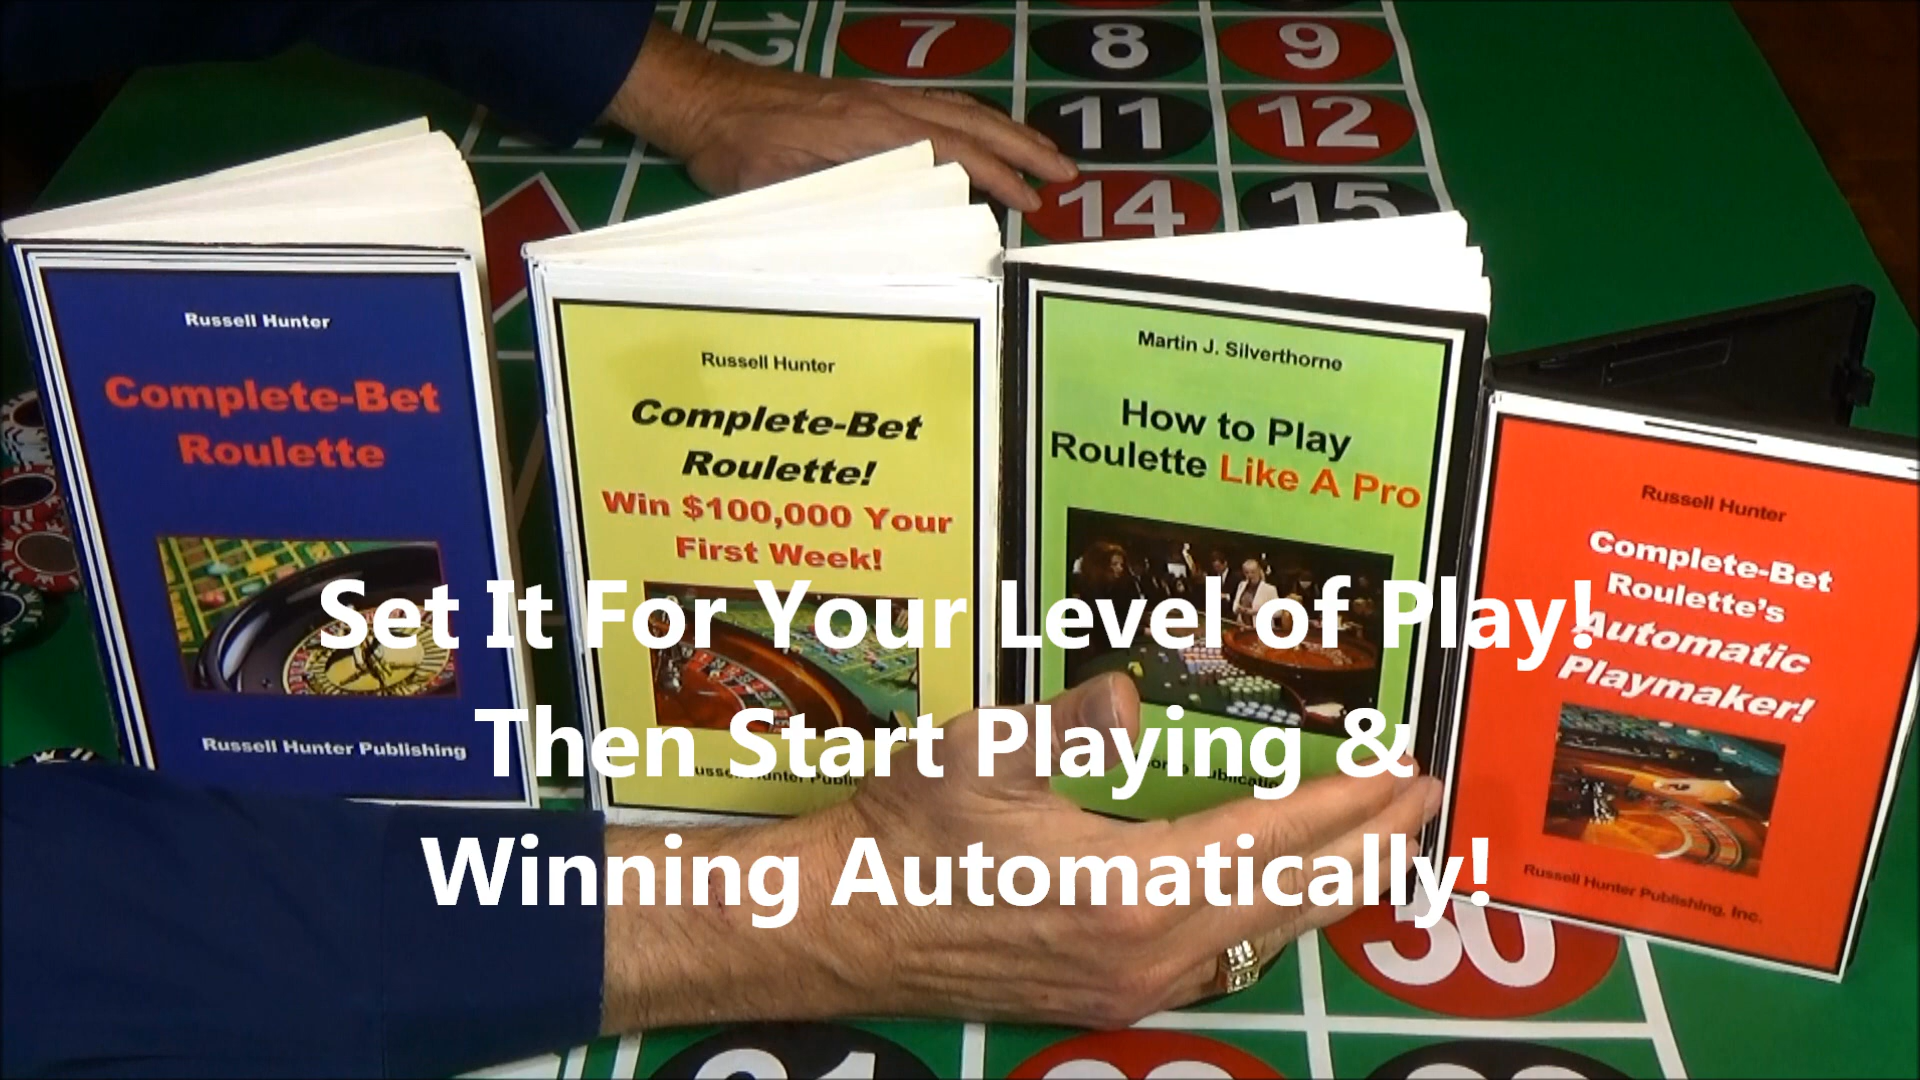 12
7 8 9
11 12
14 15
Russell Hunter
Complete-Bet
Roulette
Russell Hunter Publishing
Russell Hunter
Complete-Bet
Roulette!
Win $100,000 Your
First Week!
Martin J. Silverthorne
How to Play
Roulette Like A Pro
Russell Hunter
Complete-Bet
Roulette's
Automatic
Playmaker!
Russell Hunter Publishing, Inc.
Set It For Your Level of Play!
Then Start Playing &
Winning Automatically!
30
31